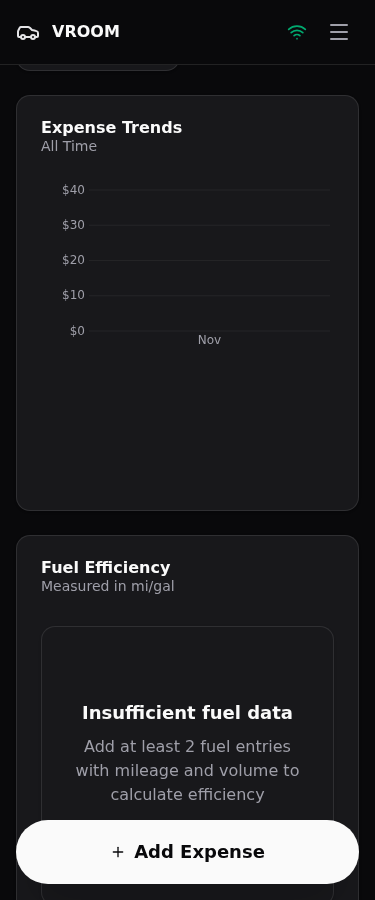 VROOM
Expense Trends
All Time
$40
$30
$20
$10
$0
Nov
Fuel Efficiency
Measured in mi/gal
Insufficient fuel data
Add at least 2 fuel entries
with mileage and volume to
calculate efficiency
+ Add Expense